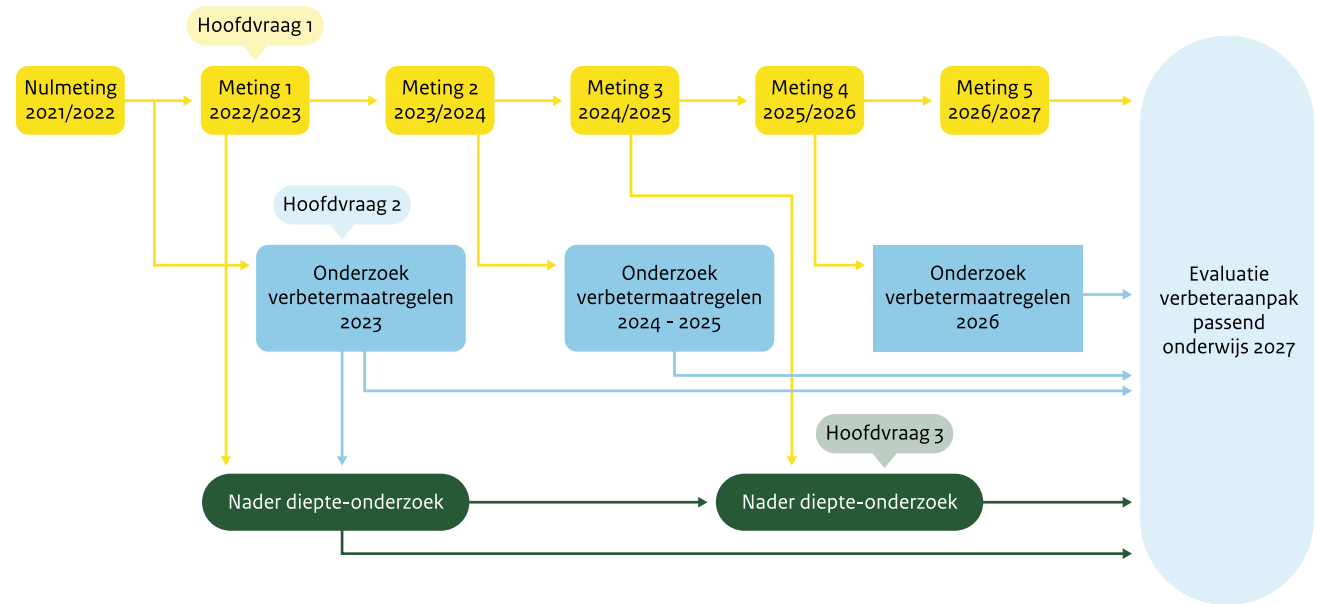 Hoofdvraag 1
Nulmeting
2021/2022
Meting 1
2022/2023
Meting 2
2023/2024
Meting 3
2024/2025
Meting 4
2025/2026
Meting 5
2026/2027
Hoofdvraag 2
Onderzoek
verbetermaatregelen
2023
Onderzoek
verbetermaatregelen
2024 - 2025
Onderzoek
verbetermaatregelen
2026
Evaluatie
verbeteraanpak
passend
onderwijs 2027
Hoofdvraag 3
Nader diepte-onderzoek
Nader diepte-onderzoek